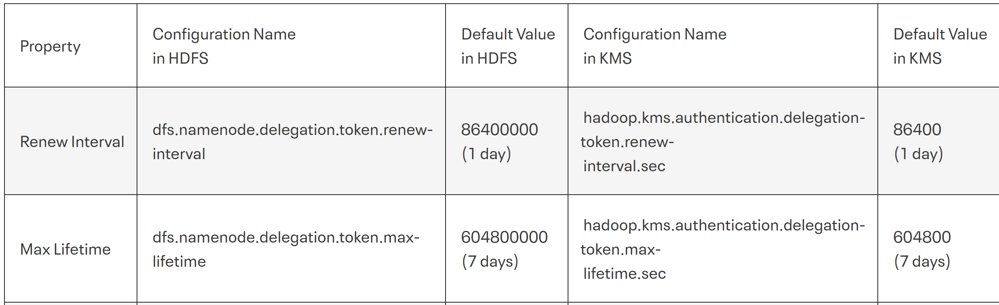 Property
Configuration Name
in HDFS
Default Value
in HDFS
Configuration Name
in KMS
Default Value
in KMS
Renew Interval
dfs.namenode.delegation.token.renew-
interval
86400000
(1 day)
hadoop.kms.authentication.delegation-
token.renew-
interval.sec
86400
(1 day)
Max Lifetime
dfs.namenode.delegation.token.max-
lifetime
604800000
(7 days)
hadoop.kms.authentication.delegation-
token.max-
lifetime.sec
604800
(7 days)